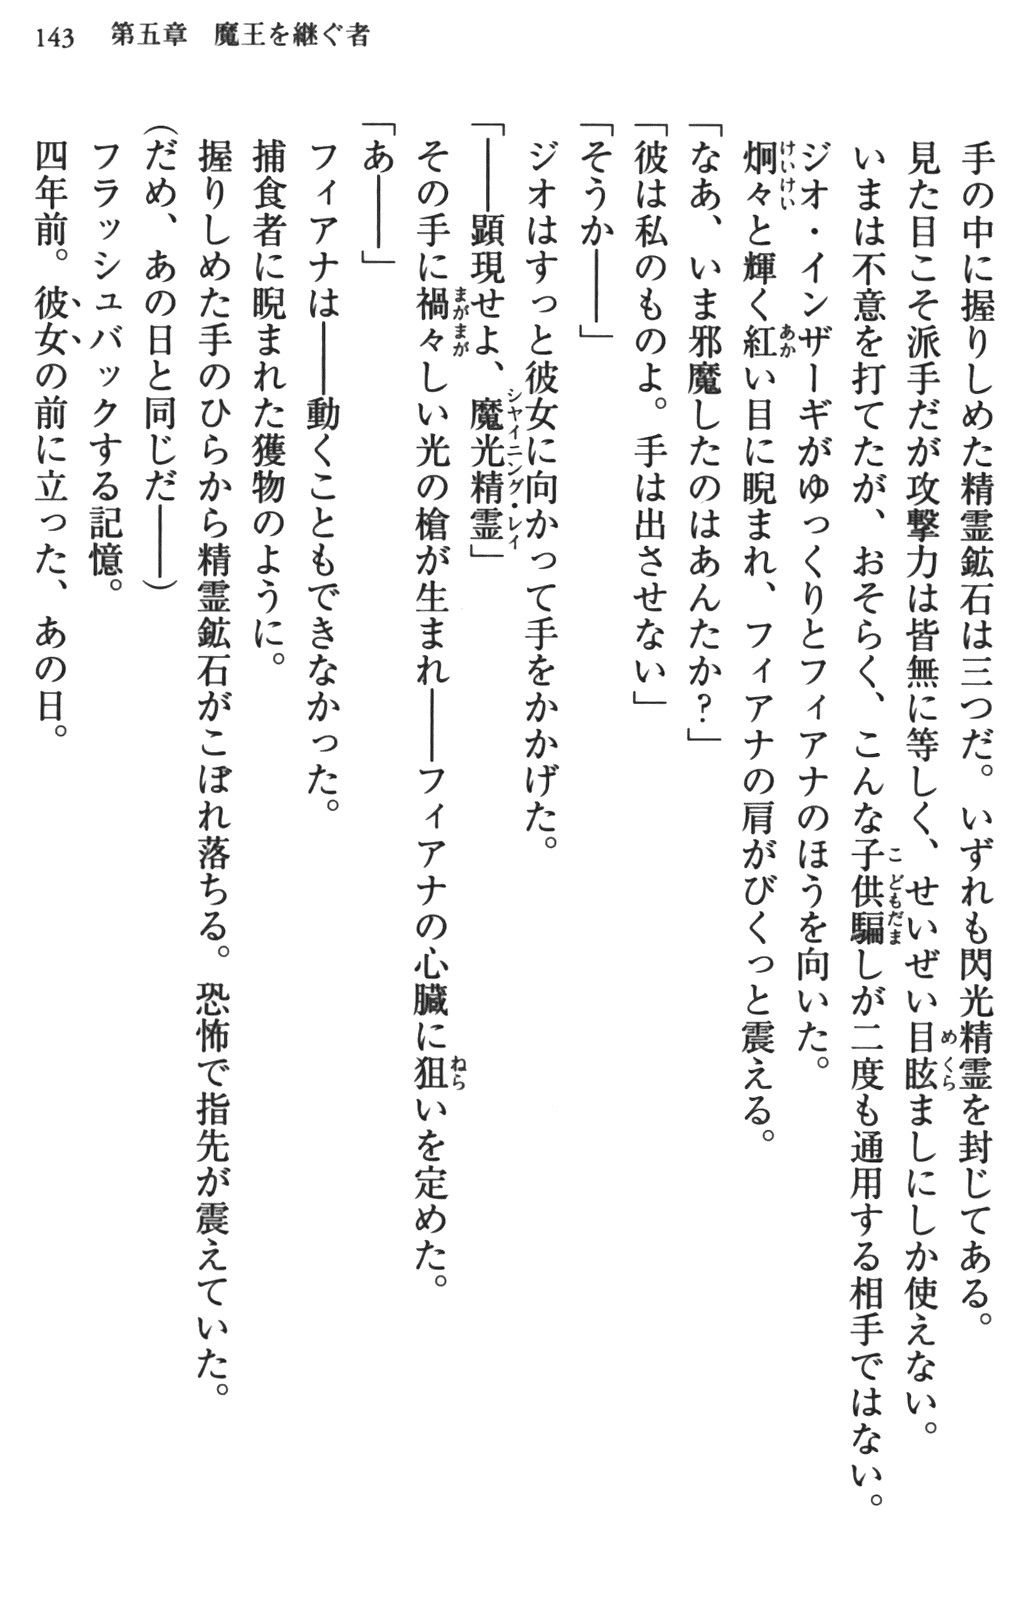 143　第五章　魔王を継ぐ者
手の中に握りしめた精霊鉱石は三つだ。いずれも閃光精霊を封じてある。
見た目こそ派手だが攻撃力は皆無に等しく、せいぜい目眩ましにしか使えない。
いまは不意を打てたが、おそらく、こんな子供騙しが二度も通用する相手ではない。
ジオ・インザーギがゆっくりとフィアナのほうを向いた。
炯々と輝く紅い目に睨まれ、フィアナの肩がびくっと震える。
「なあ、いま邪魔したのはあんたか？」
「彼は私のものよ。手は出させない」
「そうか――」
ジオはすっと彼女に向かって手をかかげた。
「――顕現せよ、魔光精霊」
その手に禍々しい光の槍が生まれ――フィアナの心臓に狙いを定めた。
「あ――」
フィアナは――動くこともできなかった。
捕食者に睨まれた獲物のように。
握りしめた手のひらから精霊鉱石がこぼれ落ちる。恐怖で指先が震えていた。
（だめ、あの日と同じだ――）
フラッシュバックする記憶。
四年前。彼女の前に立った、あの日。